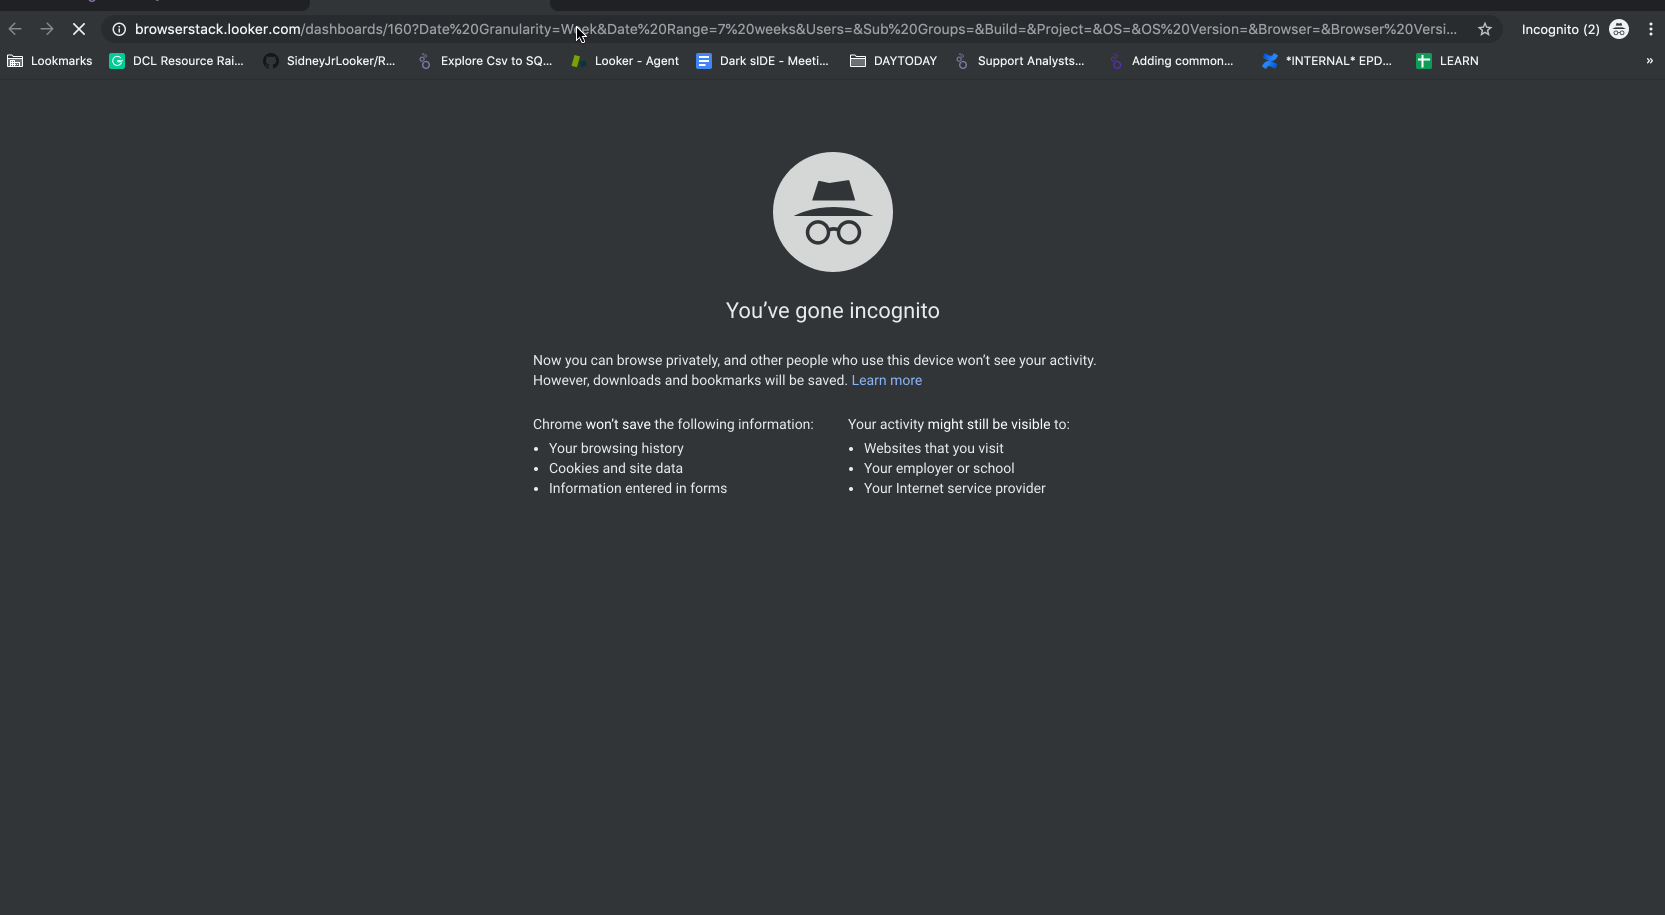 browserstack.looker.com/dashboards/160?Date%20Granularity=Week&Date%20Range=7%20weeks&Users=&Sub%20Groups=&Build=&Project=&OS=&OS%20Version=&Browser=&Browser%20Versi...
Incognito (2)
Lookmarks
DCL Resource Rai...
SidneyJrLooker/R...
Explore Csv to SQ...
Looker - Agent
Dark sIDE - Meeti...
DAYTODAY
Support Analysts...
Adding common...
*INTERNAL* EPD...
LEARN
»
You've gone incognito
Now you can browse privately, and other people who use this device won't see your activity.
However, downloads and bookmarks will be saved. Learn more
Chrome won't save the following information:
• Your browsing history
• Cookies and site data
• Information entered in forms
Your activity might still be visible to:
• Websites that you visit
• Your employer or school
• Your Internet service provider